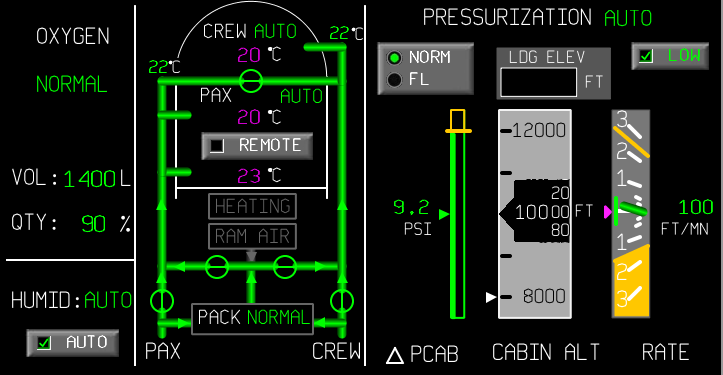 OXYGEN
NORMAL
VOL: 1400 L
QTY: 90 %
HUMID: AUTO
AUTO
CREW AUTO
22°C
20 °C
22°C
PAX AUTO
20 °C
REMOTE
23 °C
HEATING
RAM AIR
PACK NORMAL
PAX CREW
PRESSURIZATION AUTO
NORM
FL
LDG ELEV
FT
LOW
9.2
PSI
12000
20
10000 FT
80
8000
3
2
1
1
2
3
100
FT/MN
△ PCAB CABIN ALT RATE